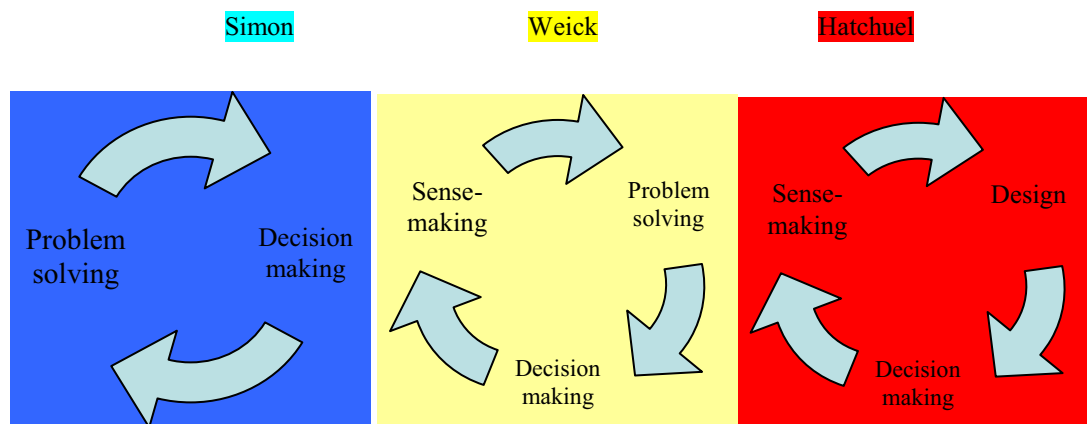 Simon
Weick
Hatchuel
Problem
solving
Decision
making
Sense-
making
Problem
solving
Decision
making
Sense-
making
Design
Decision
making